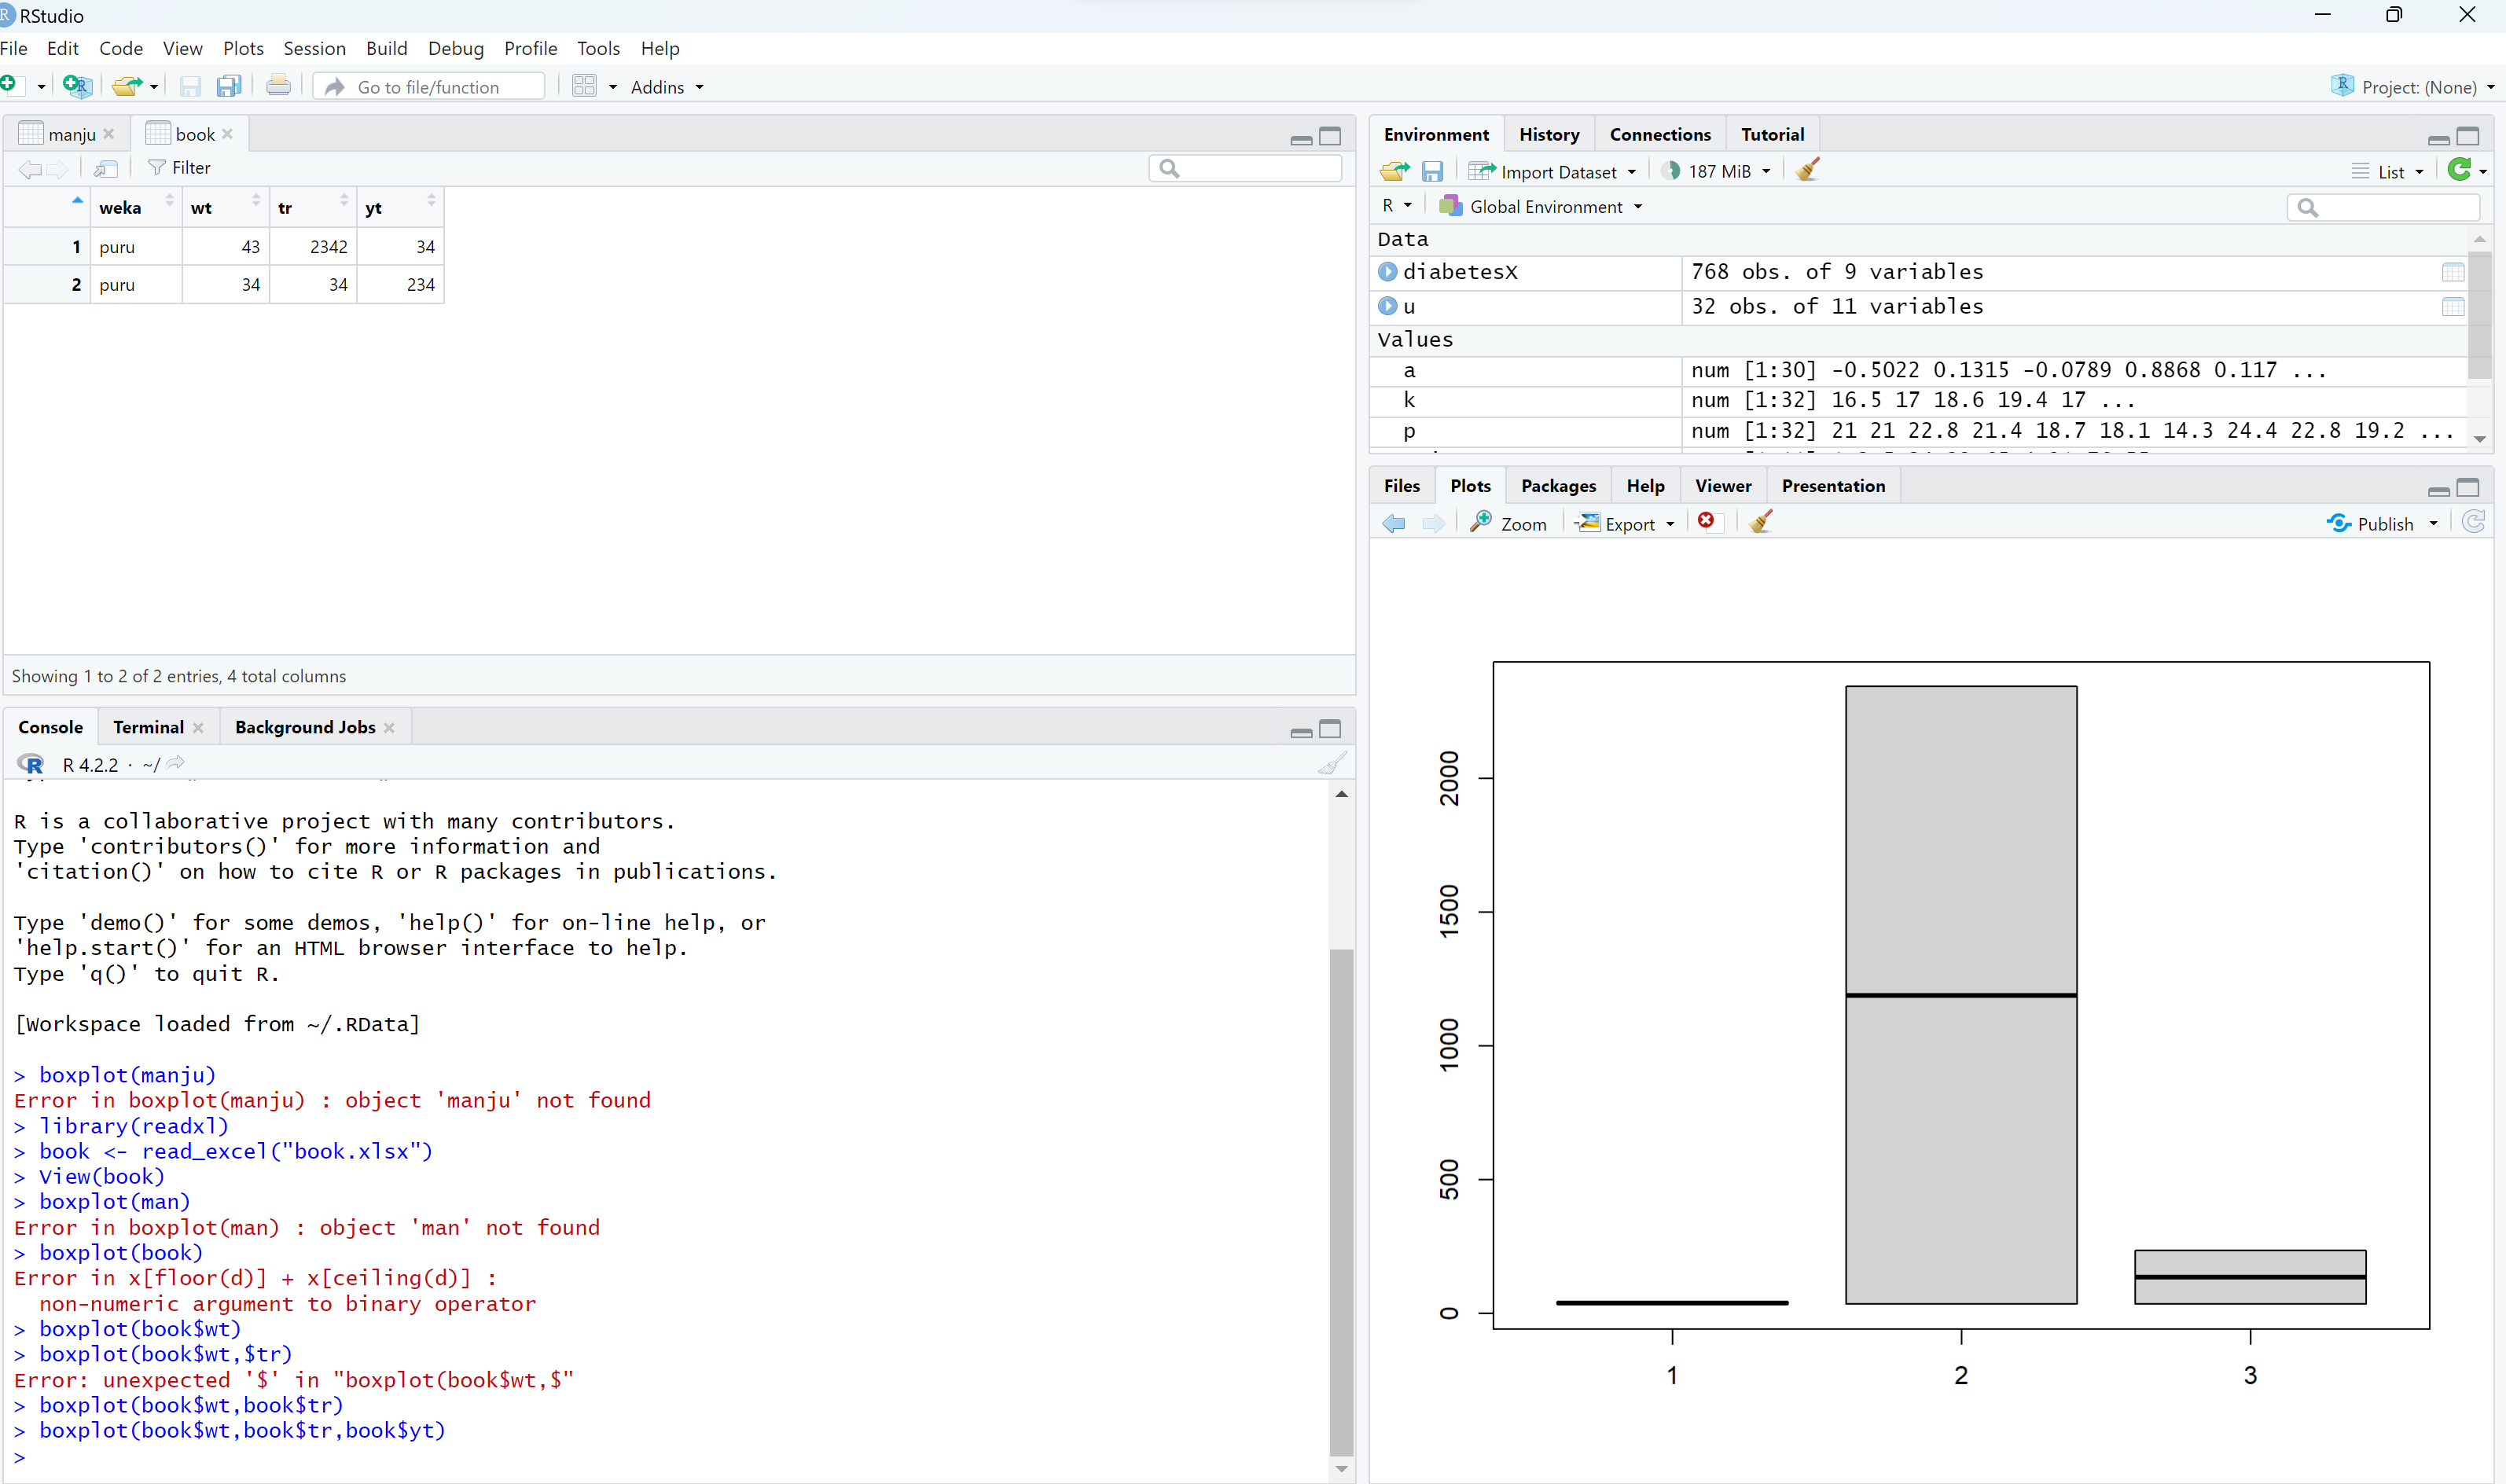 RStudio
File Edit Code View Plots Session Build Debug Profile Tools Help
Go to file/function Addins Project: (None)
manju book
Filter
weka wt tr yt
1 puru 43 2342 34
2 puru 34 34 234
Showing 1 to 2 of 2 entries, 4 total columns
Console Terminal Background Jobs
R 4.2.2 · ~/
R is a collaborative project with many contributors.
Type 'contributors()' for more information and
'citation()' on how to cite R or R packages in publications.
Type 'demo()' for some demos, 'help()' for on-line help, or
'help.start()' for an HTML browser interface to help.
Type 'q()' to quit R.
[Workspace loaded from ~/.RData]
> boxplot(manju)
Error in boxplot(manju) : object 'manju' not found
> library(readxl)
> book <- read_excel("book.xlsx")
> View(book)
> boxplot(man)
Error in boxplot(man) : object 'man' not found
> boxplot(book)
Error in x[floor(d)] + x[ceiling(d)] :
non-numeric argument to binary operator
> boxplot(book$wt)
> boxplot(book$wt,$tr)
Error: unexpected '$' in "boxplot(book$wt,$"
> boxplot(book$wt,book$tr)
> boxplot(book$wt,book$tr,book$yt)
>
Environment History Connections Tutorial
Import Dataset 187 MiB List
R Global Environment
Data
diabetesX 768 obs. of 9 variables
u 32 obs. of 11 variables
Values
a num [1:30] -0.5022 0.1315 -0.0789 0.8868 0.117 ...
k num [1:32] 16.5 17 18.6 19.4 17 ...
p num [1:32] 21 21 22.8 21.4 18.7 18.1 14.3 24.4 22.8 19.2 ...
Files Plots Packages Help Viewer Presentation
Zoom Export Publish
2000
1500
1000
500
0
1 2 3